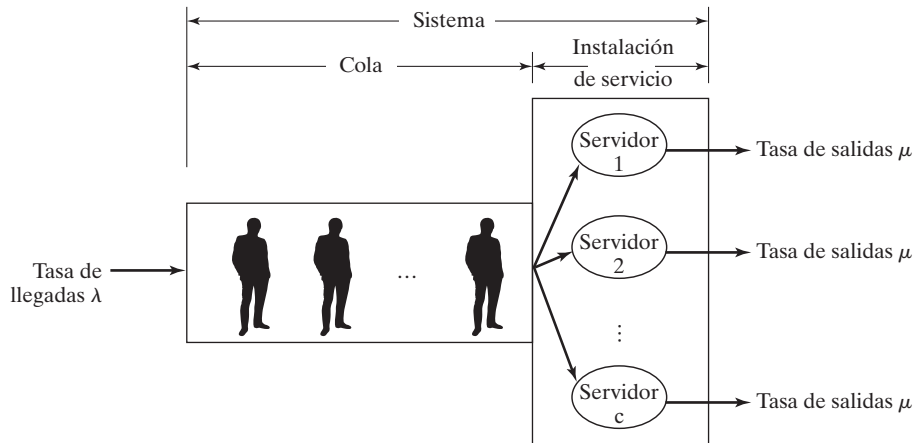 Sistema
Cola
Instalación
de servicio
Servidor
1
Tasa de salidas μ
Servidor
2
Tasa de salidas μ
Tasa de
llegadas λ
...
⋮
Servidor
c
Tasa de salidas μ